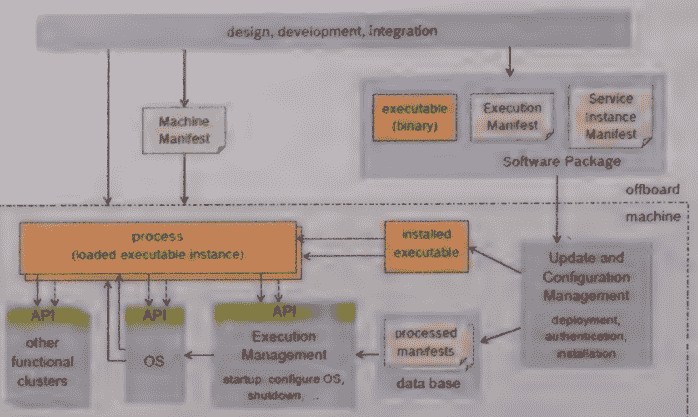 design, development, integration
Machine
Manifest
executable
(binary)
Execution
Manifest
Service
Instance
Manifest
Software Package
offboard
machine
process
(loaded executable instance)
installed
executable
Update and
Configuration
Management
deployment,
authentication,
installation
API
other
functional
clusters
API
OS
API
Execution
Management
startup, configure OS,
shutdown, ...
processed
manifests
data base